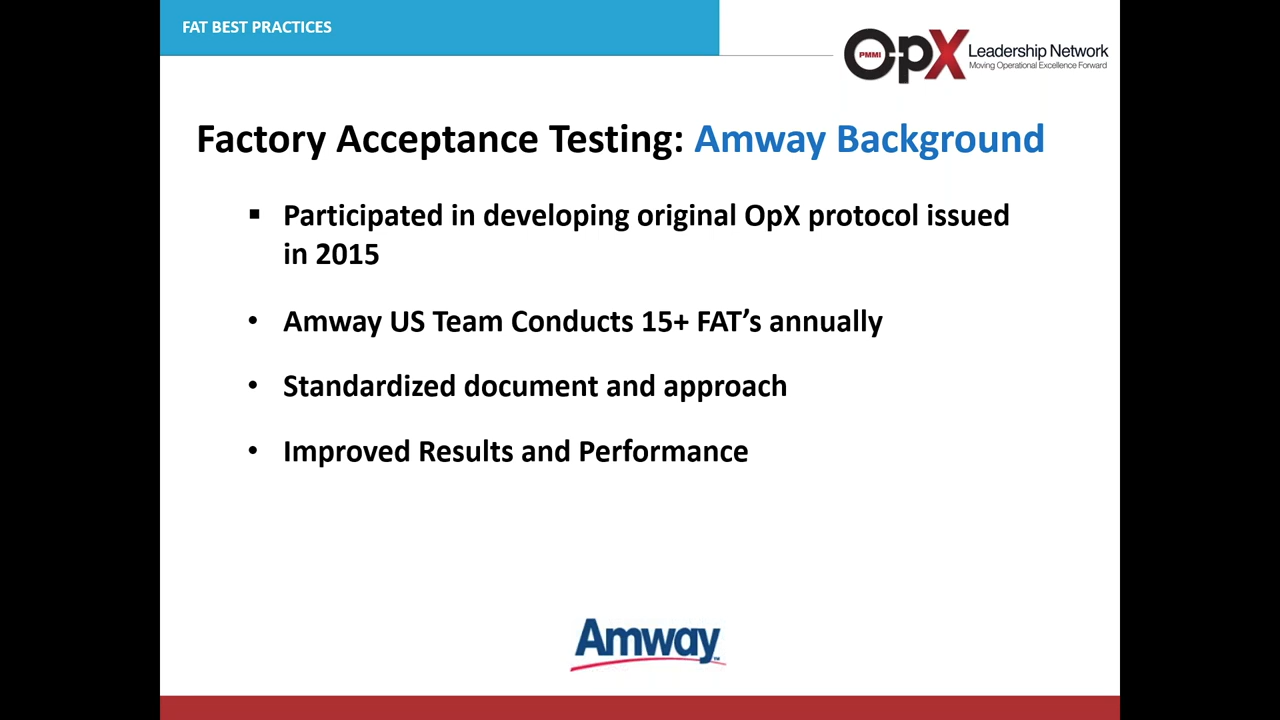 FAT BEST PRACTICES
PMMI
OpX
Leadership Network
Moving Operational Excellence Forward
Factory Acceptance Testing: Amway Background
▪ Participated in developing original OpX protocol issued
in 2015
• Amway US Team Conducts 15+ FAT’s annually
• Standardized document and approach
• Improved Results and Performance
Amway™